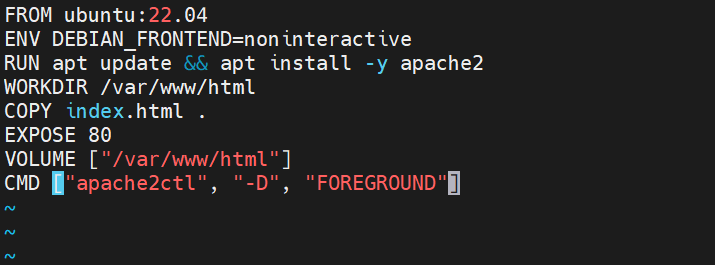 FROM ubuntu:22.04
ENV DEBIAN_FRONTEND=noninteractive
RUN apt update && apt install -y apache2
WORKDIR /var/www/html
COPY index.html .
EXPOSE 80
VOLUME ["/var/www/html"]
CMD ["apache2ctl", "-D", "FOREGROUND"]
~
~
~